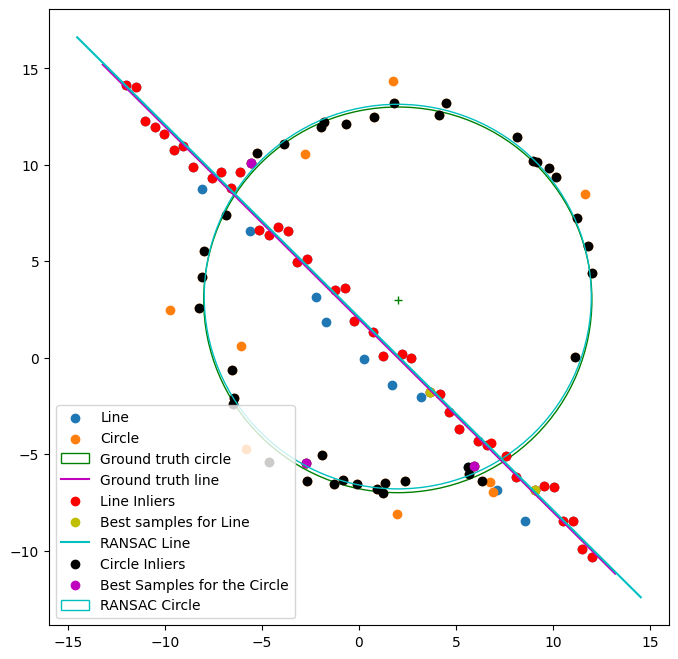 15
10
5
0
−5
−10
Line
Circle
Ground truth circle
Ground truth line
Line Inliers
Best samples for Line
RANSAC Line
Circle Inliers
Best Samples for the Circle
RANSAC Circle
−15 −10 −5 0 5 10 15